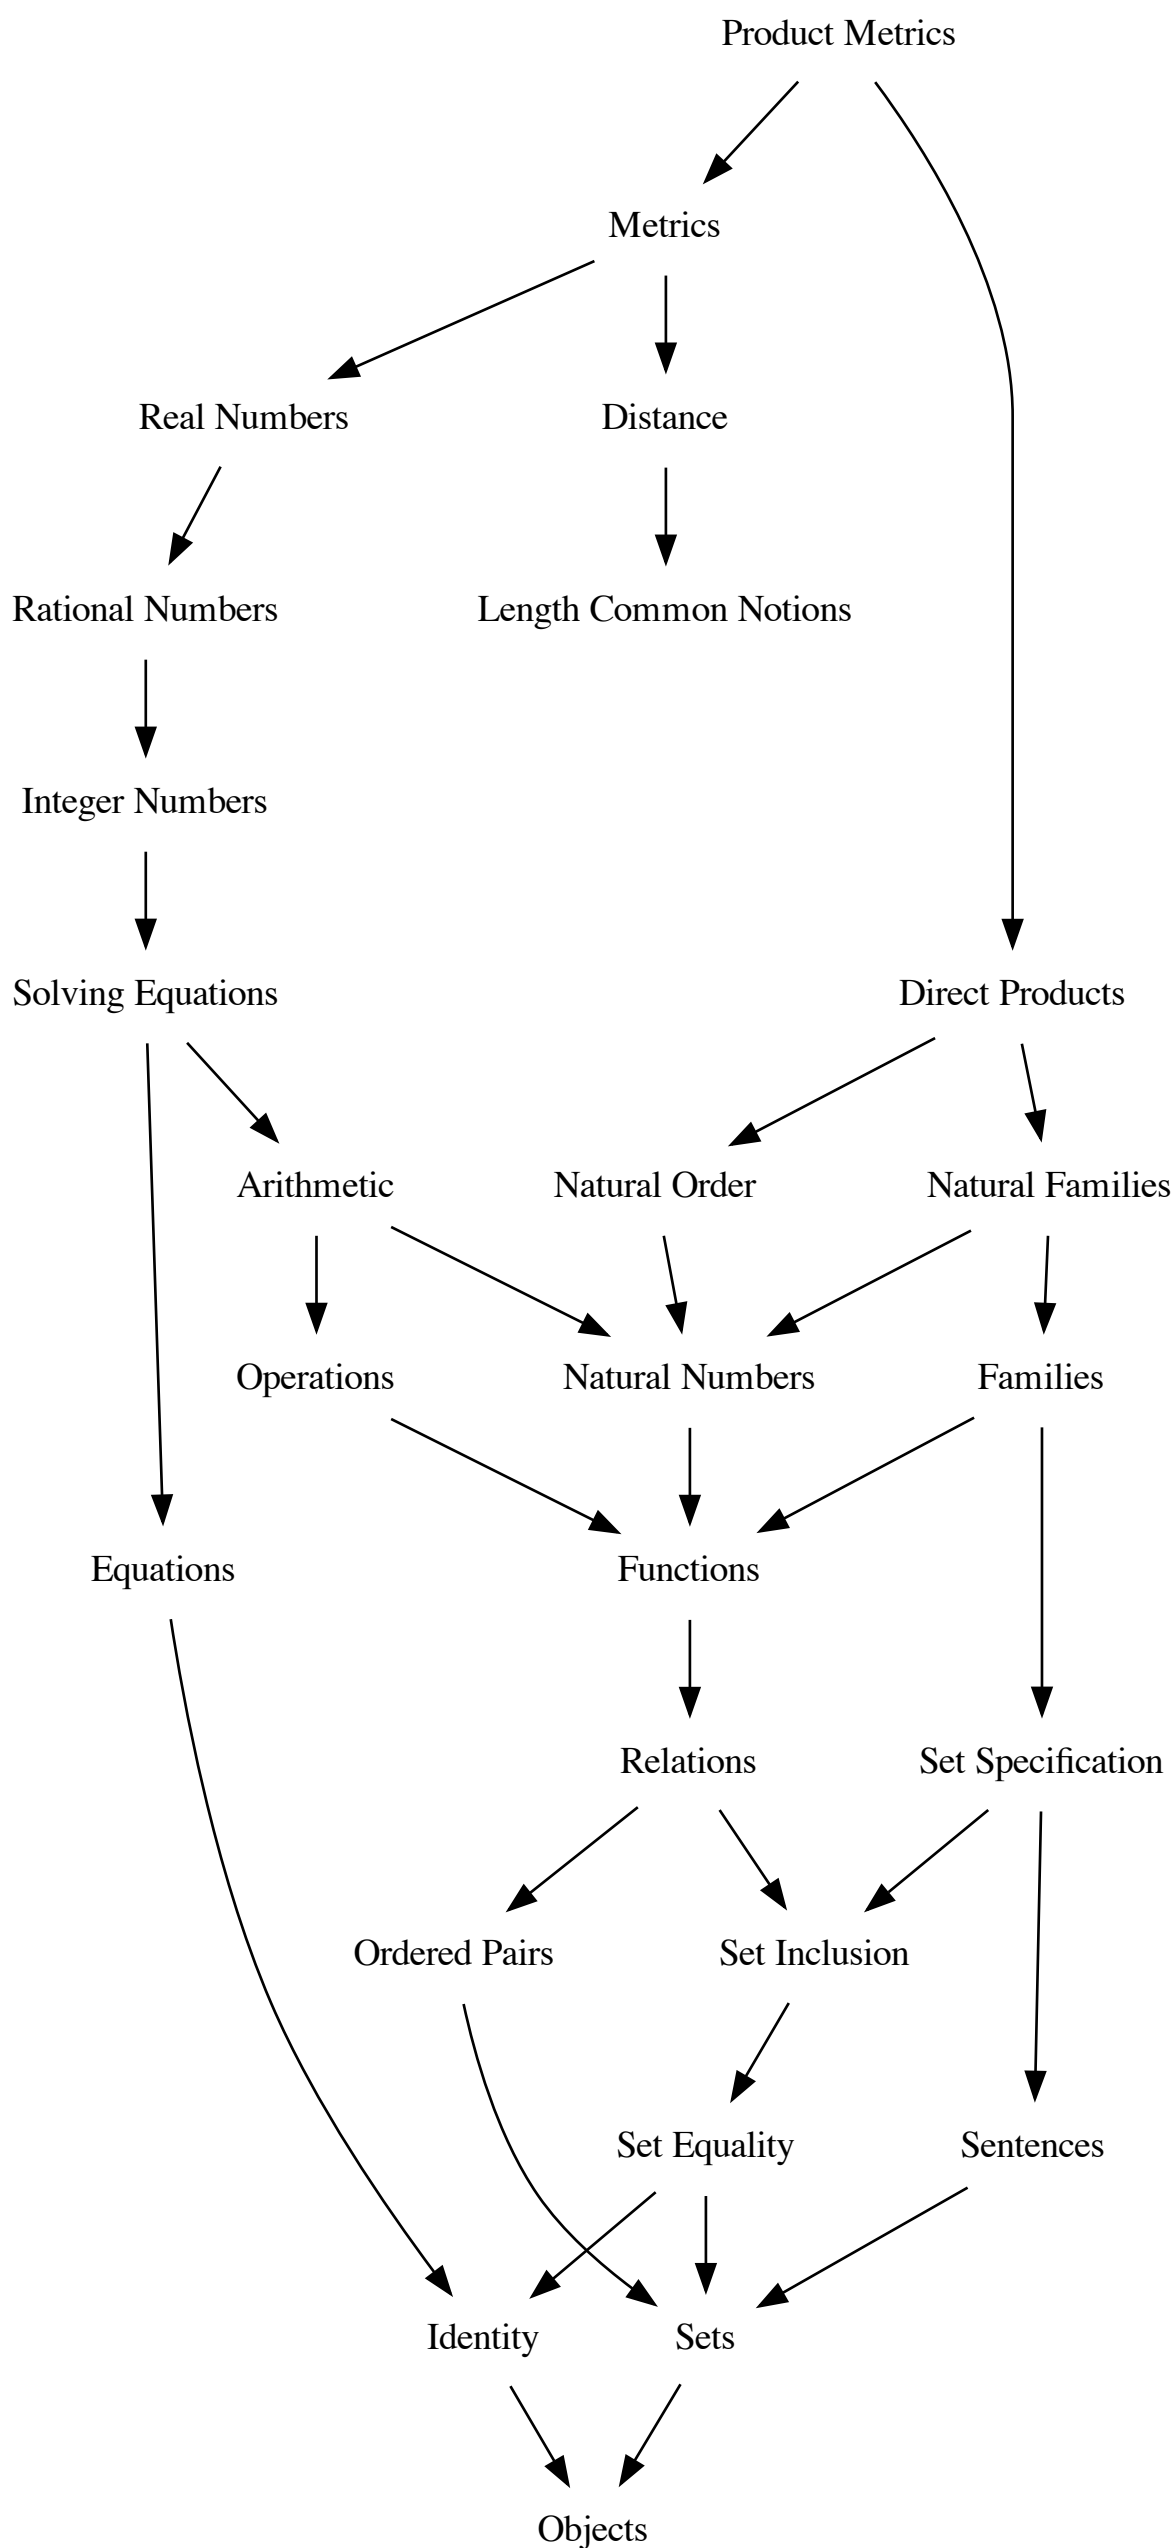 Product Metrics
Metrics
Real Numbers
Distance
Rational Numbers
Length Common Notions
Integer Numbers
Solving Equations
Direct Products
Arithmetic
Natural Order
Natural Families
Operations
Natural Numbers
Families
Equations
Functions
Relations
Set Specification
Ordered Pairs
Set Inclusion
Set Equality
Sentences
Identity
Sets
Objects